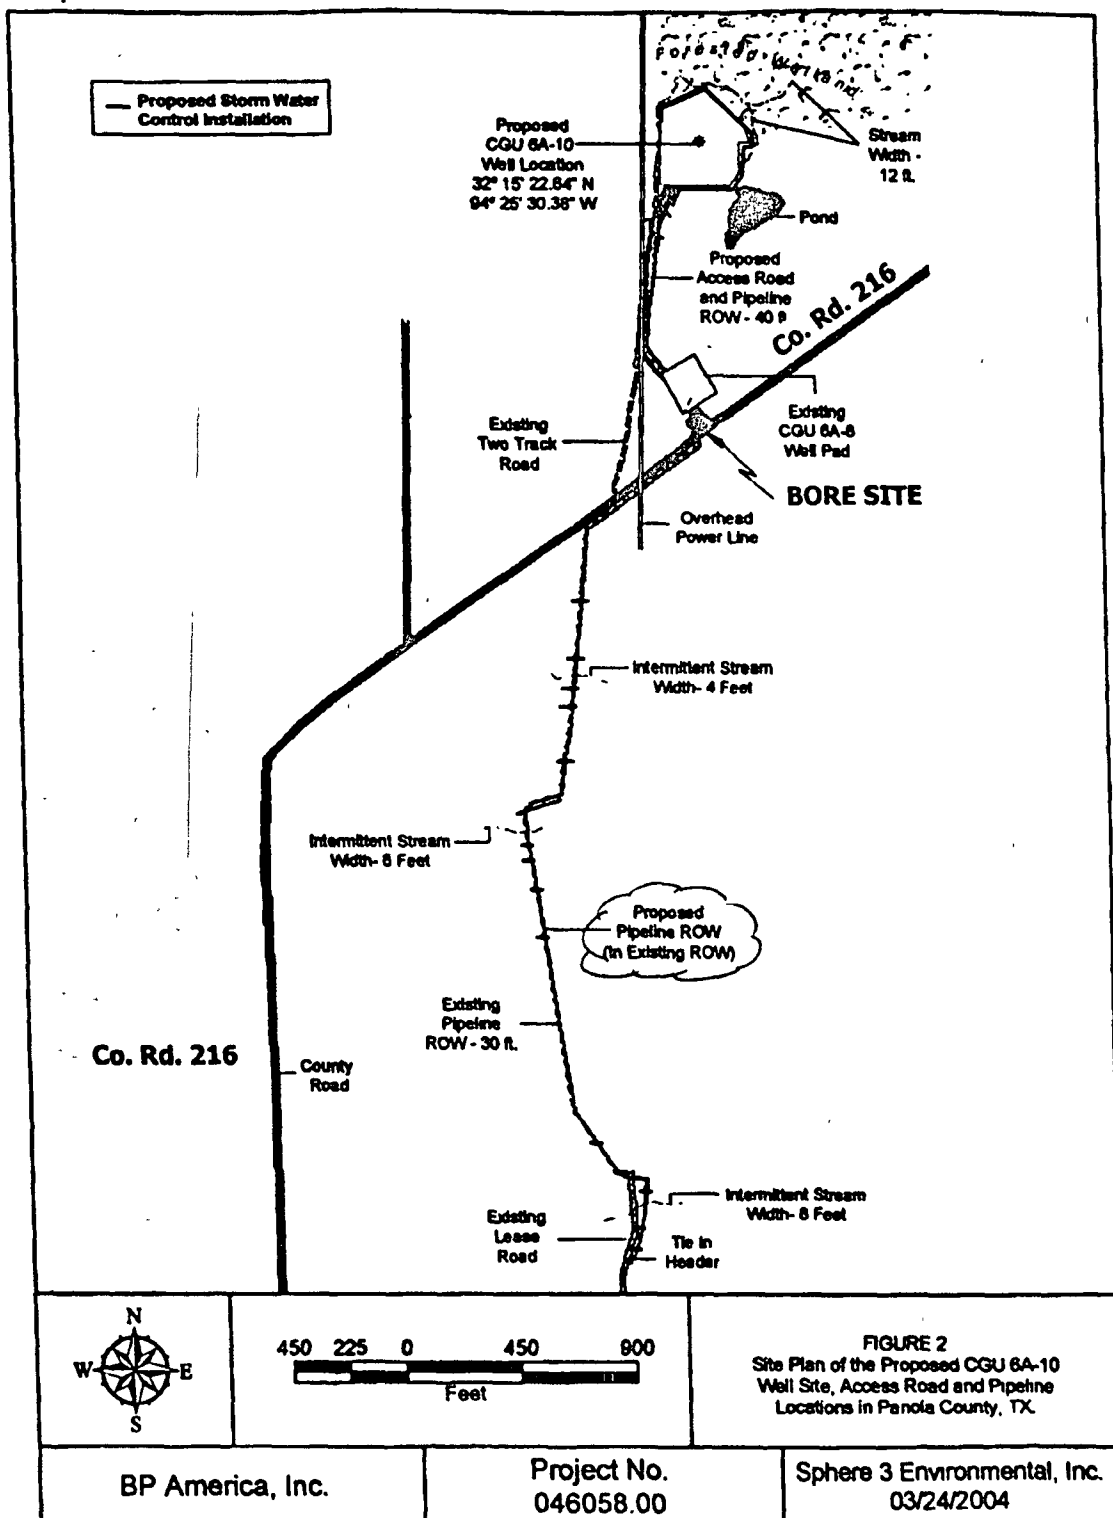 Proposed Storm Water
Control Installation
Forested Wetland
Proposed
CGU 6A-10
Well Location
32° 15' 22.64" N
94° 25' 30.38" W
Stream
Width -
12 ft.
Pond
Proposed
Access Road
and Pipeline
ROW - 40 ft
Co. Rd. 216
Existing
CGU 6A-8
Well Pad
Existing
Two Track
Road
BORE SITE
Overhead
Power Line
Intermittent Stream
Width- 4 Feet
Intermittent Stream
Width- 6 Feet
Proposed
Pipeline ROW
(in Existing ROW)
Existing
Pipeline
ROW - 30 ft.
Co. Rd. 216
County
Road
Intermittent Stream
Width- 6 Feet
Existing
Lease
Road
Tie In
Header
N
W
E
S
450 225 0 450 900
Feet
FIGURE 2
Site Plan of the Proposed CGU 6A-10
Well Site, Access Road and Pipeline
Locations in Panola County, TX.
BP America, Inc.
Project No.
046058.00
Sphere 3 Environmental, Inc.
03/24/2004